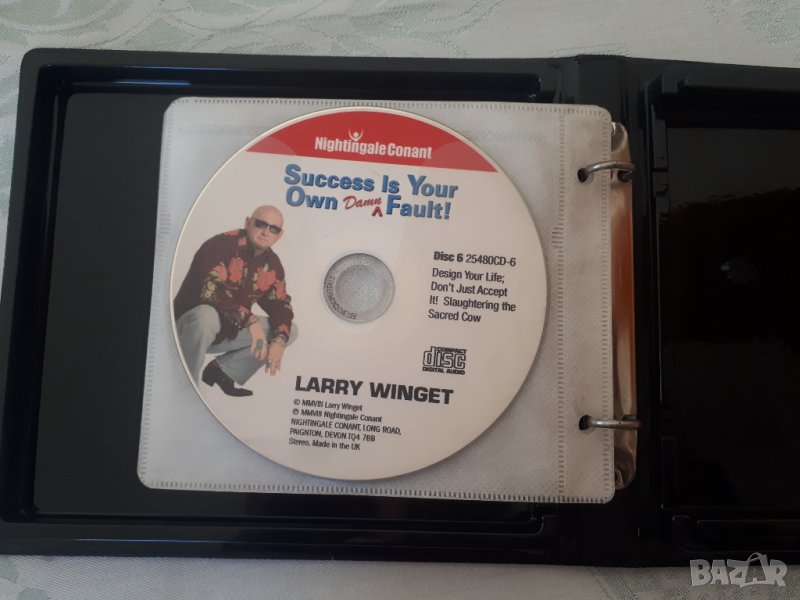 Nightingale Conant
Success Is Your
Own Damn Fault!
Disc 6 25480CD-6
Design Your Life;
Don't Just Accept
It! Slaughtering the
Sacred Cow
COMPACT
disc
DIGITAL AUDIO
LARRY WINGET
© MMVIII Larry Winget
℗ MMVIII Nightingale Conant
NIGHTINGALE CONANT, LONG ROAD,
PAIGNTON, DEVON TQ4 7BB
Stereo. Made in the UK
BAZAR